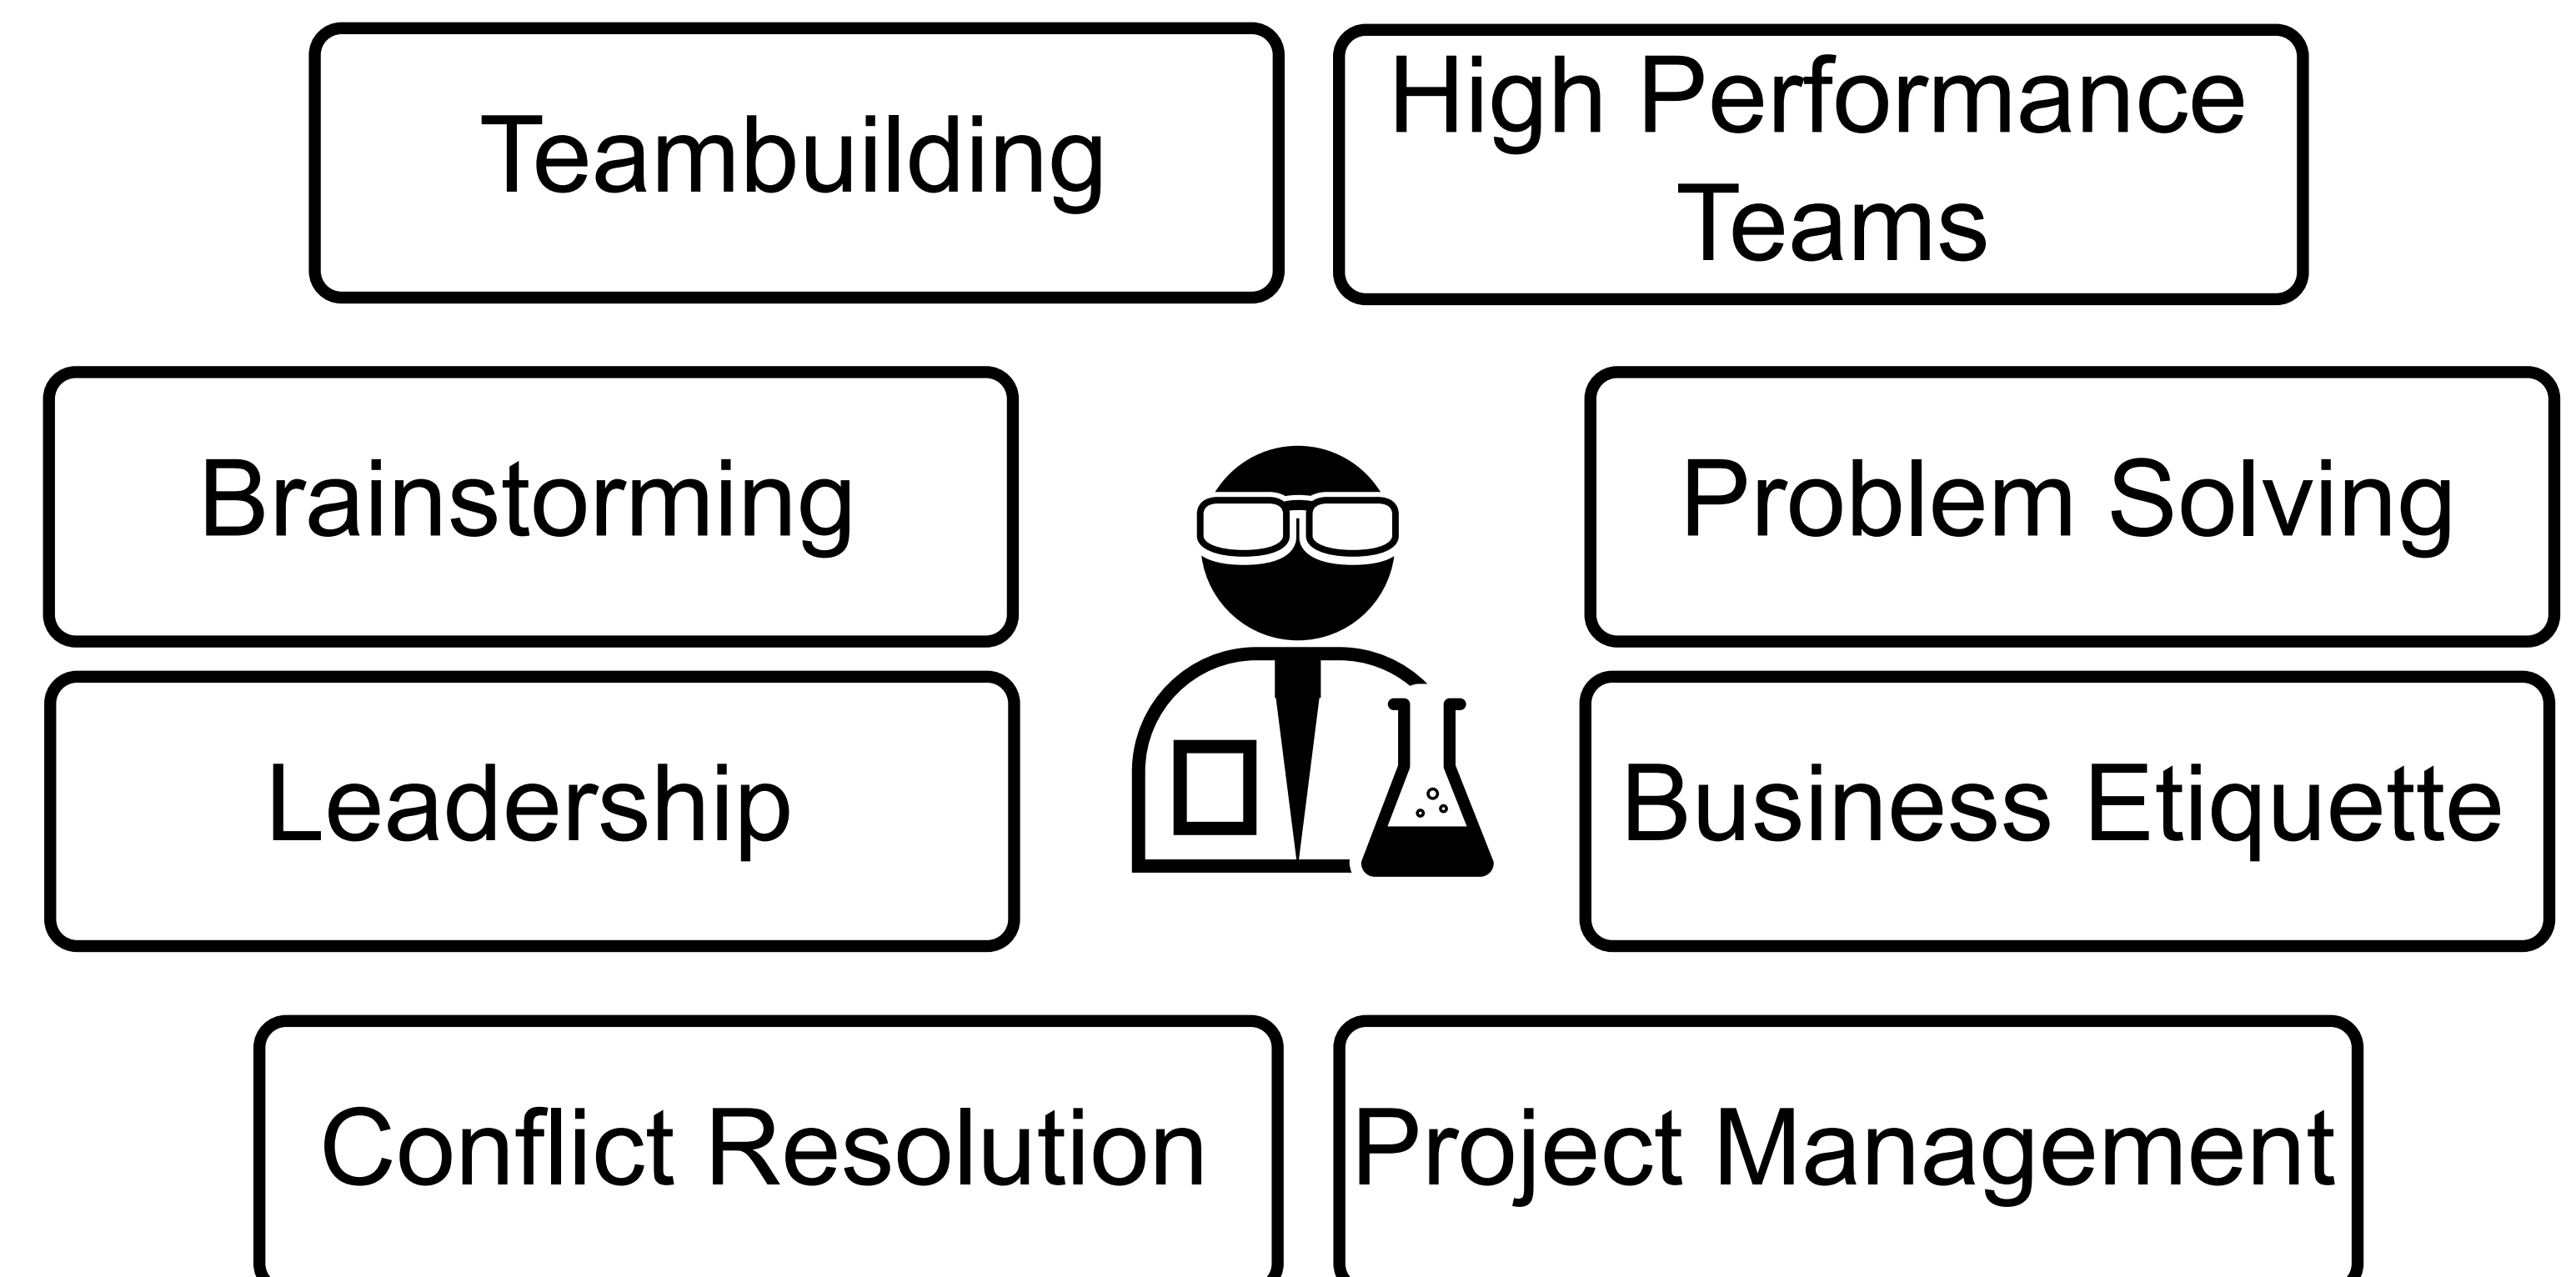 Teambuilding
High Performance
Teams
Brainstorming
Problem Solving
Leadership
Business Etiquette
Conflict Resolution
Project Management